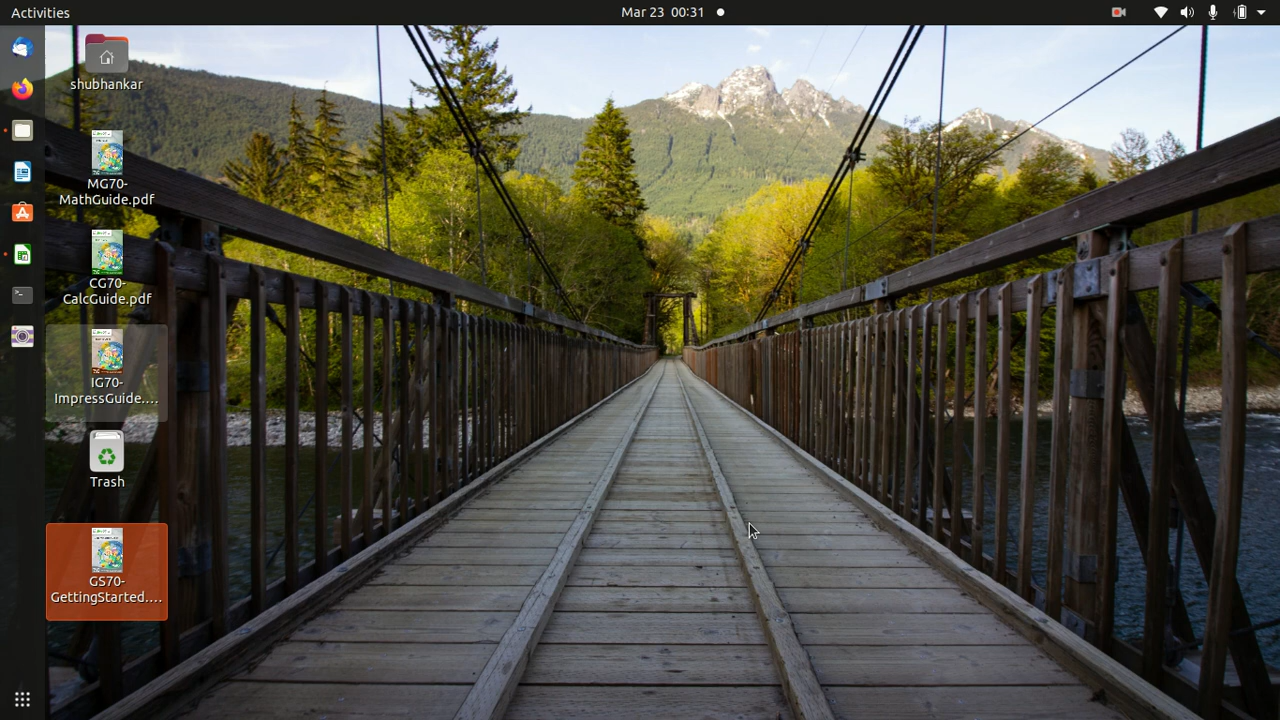 Activities
Mar 23 00:31
shubhankar
MG70-
MathGuide.pdf
CG70-
CalcGuide.pdf
IG70-
ImpressGuide.…
Trash
GS70-
GettingStarted.…